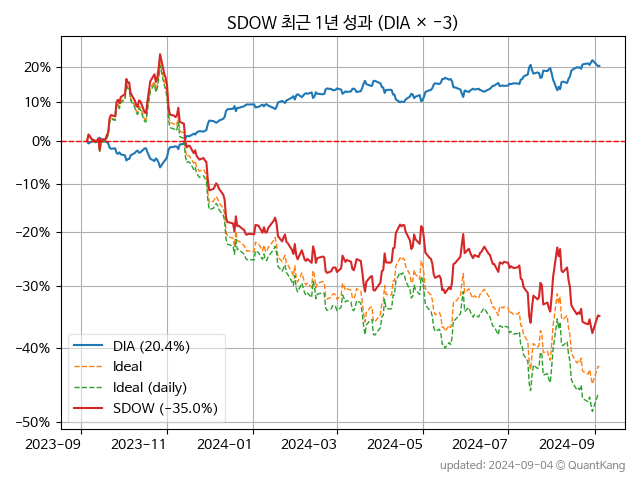 SDOW 최근 1년 성과 (DIA × −3)
20%
10%
0%
−10%
−20%
−30%
−40%
−50%
DIA (20.4%)
Ideal
Ideal (daily)
SDOW (−35.0%)
2023-09
2023-11
2024-01
2024-03
2024-05
2024-07
2024-09
updated: 2024-09-04 © QuantKang